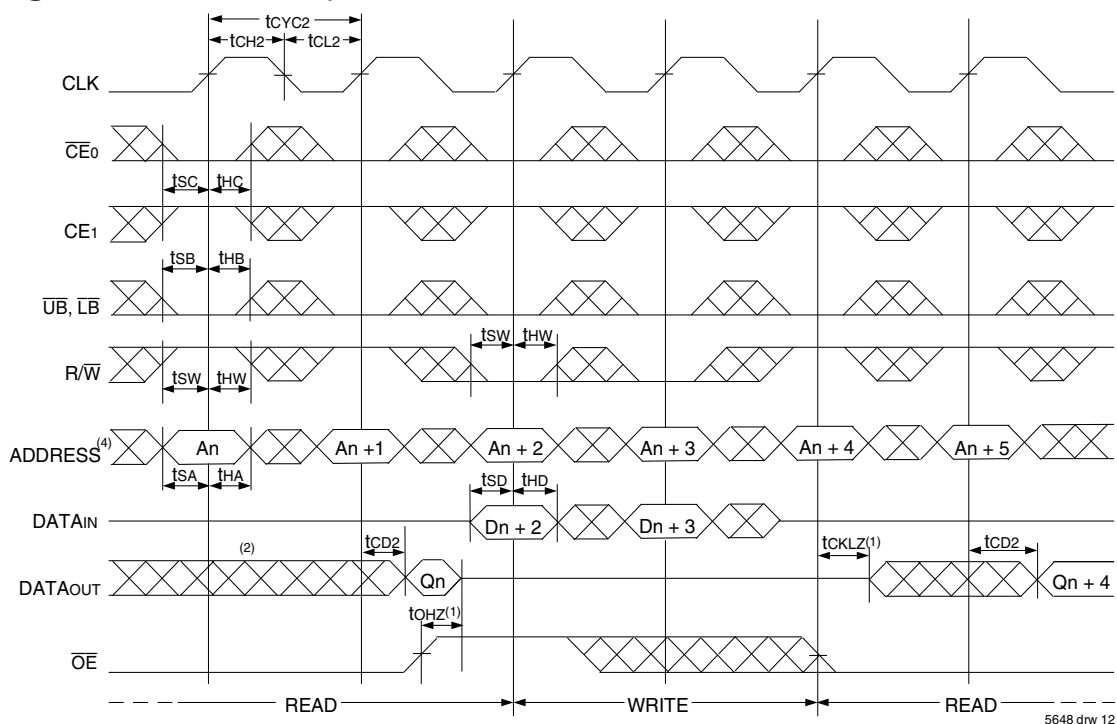 tCYC2
tCH2 tCL2
CLK
CE0
tSC tHC
CE1
tSB tHB
UB, LB
tSW tHW
R/W
tSW tHW
ADDRESS(4) An An +1 An + 2 An + 3 An + 4 An + 5
tSA tHA tSD tHD
DATAIN Dn + 2 Dn + 3
(2) tCD2 tCKLZ(1) tCD2
DATAOUT Qn Qn + 4
tOHZ(1)
OE
READ WRITE READ
5648 drw 12